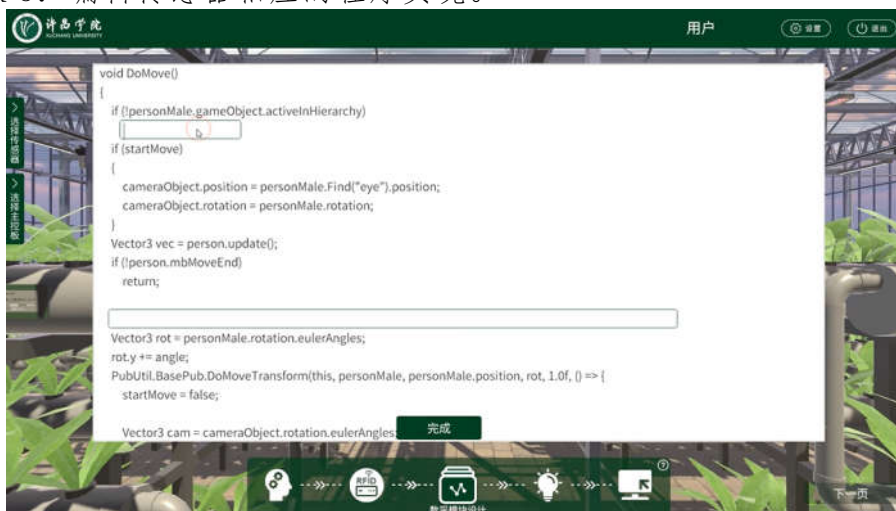 许昌学院
XUCHANG UNIVERSITY
用户
设置
退出
void DoMove()
{
if (!personMale.gameObject.activeInHierarchy)
if (startMove)
{
cameraObject.position = personMale.Find("eye").position;
cameraObject.rotation = personMale.rotation;
}
Vector3 vec = person.update();
if (!person.mbMoveEnd)
return;
Vector3 rot = personMale.rotation.eulerAngles;
rot.y += angle;
PubUtil.BasePub.DoMoveTransform(this, personMale, personMale.position, rot, 1.0f, () => {
startMove = false;
Vector3 cam = cameraObject.rotation.eulerAngles;
完成
> 选择传感器
> 选择主控板
RFID
?
下一页